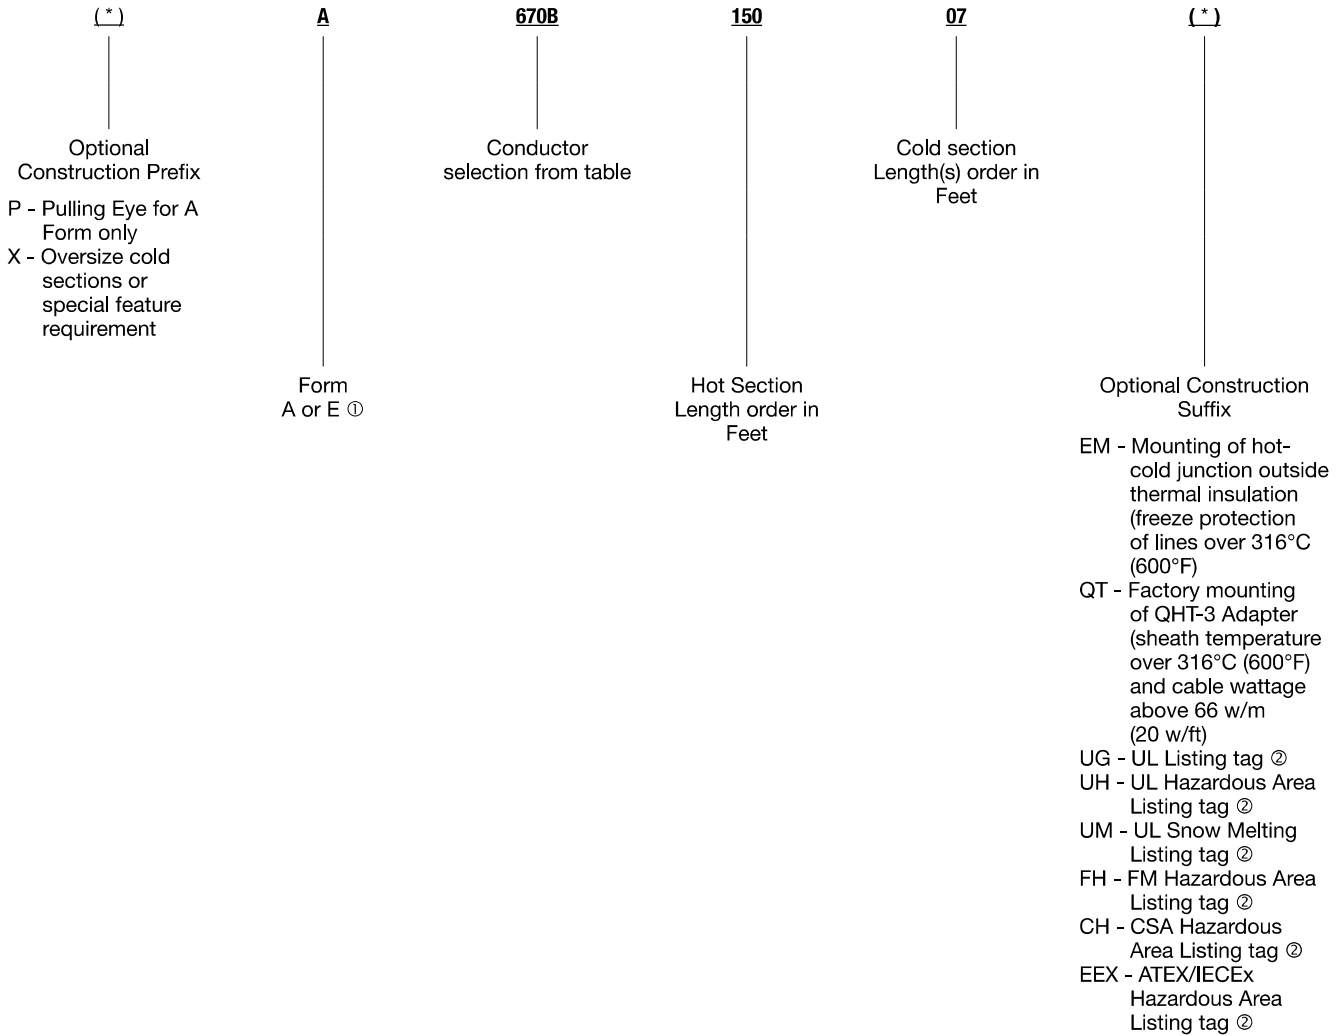 ( * ) A 670B 150 07 ( * )
Optional
Construction Prefix
P - Pulling Eye for A
Form only
X - Oversize cold
sections or
special feature
requirement
Form
A or E ①
Conductor
selection from table
Hot Section
Length order in
Feet
Cold section
Length(s) order in
Feet
Optional Construction
Suffix
EM - Mounting of hot-
cold junction outside
thermal insulation
(freeze protection
of lines over 316°C
(600°F)
QT - Factory mounting
of QHT-3 Adapter
(sheath temperature
over 316°C (600°F)
and cable wattage
above 66 w/m
(20 w/ft)
UG - UL Listing tag ②
UH - UL Hazardous Area
Listing tag ②
UM - UL Snow Melting
Listing tag ②
FH - FM Hazardous Area
Listing tag ②
CH - CSA Hazardous
Area Listing tag ②
EEX - ATEX/IECEx
Hazardous Area
Listing tag ②